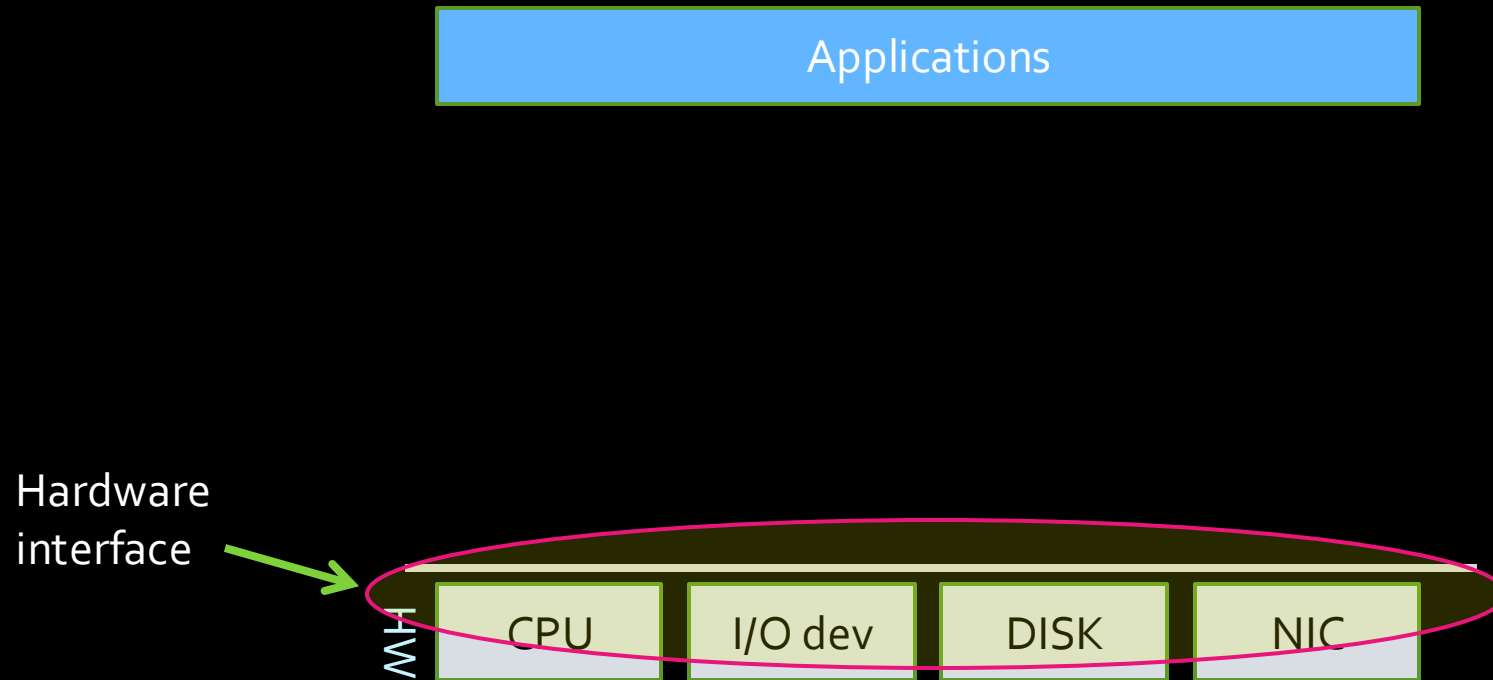 Applications
Hardware
interface
HW
CPU
I/O dev
DISK
NIC